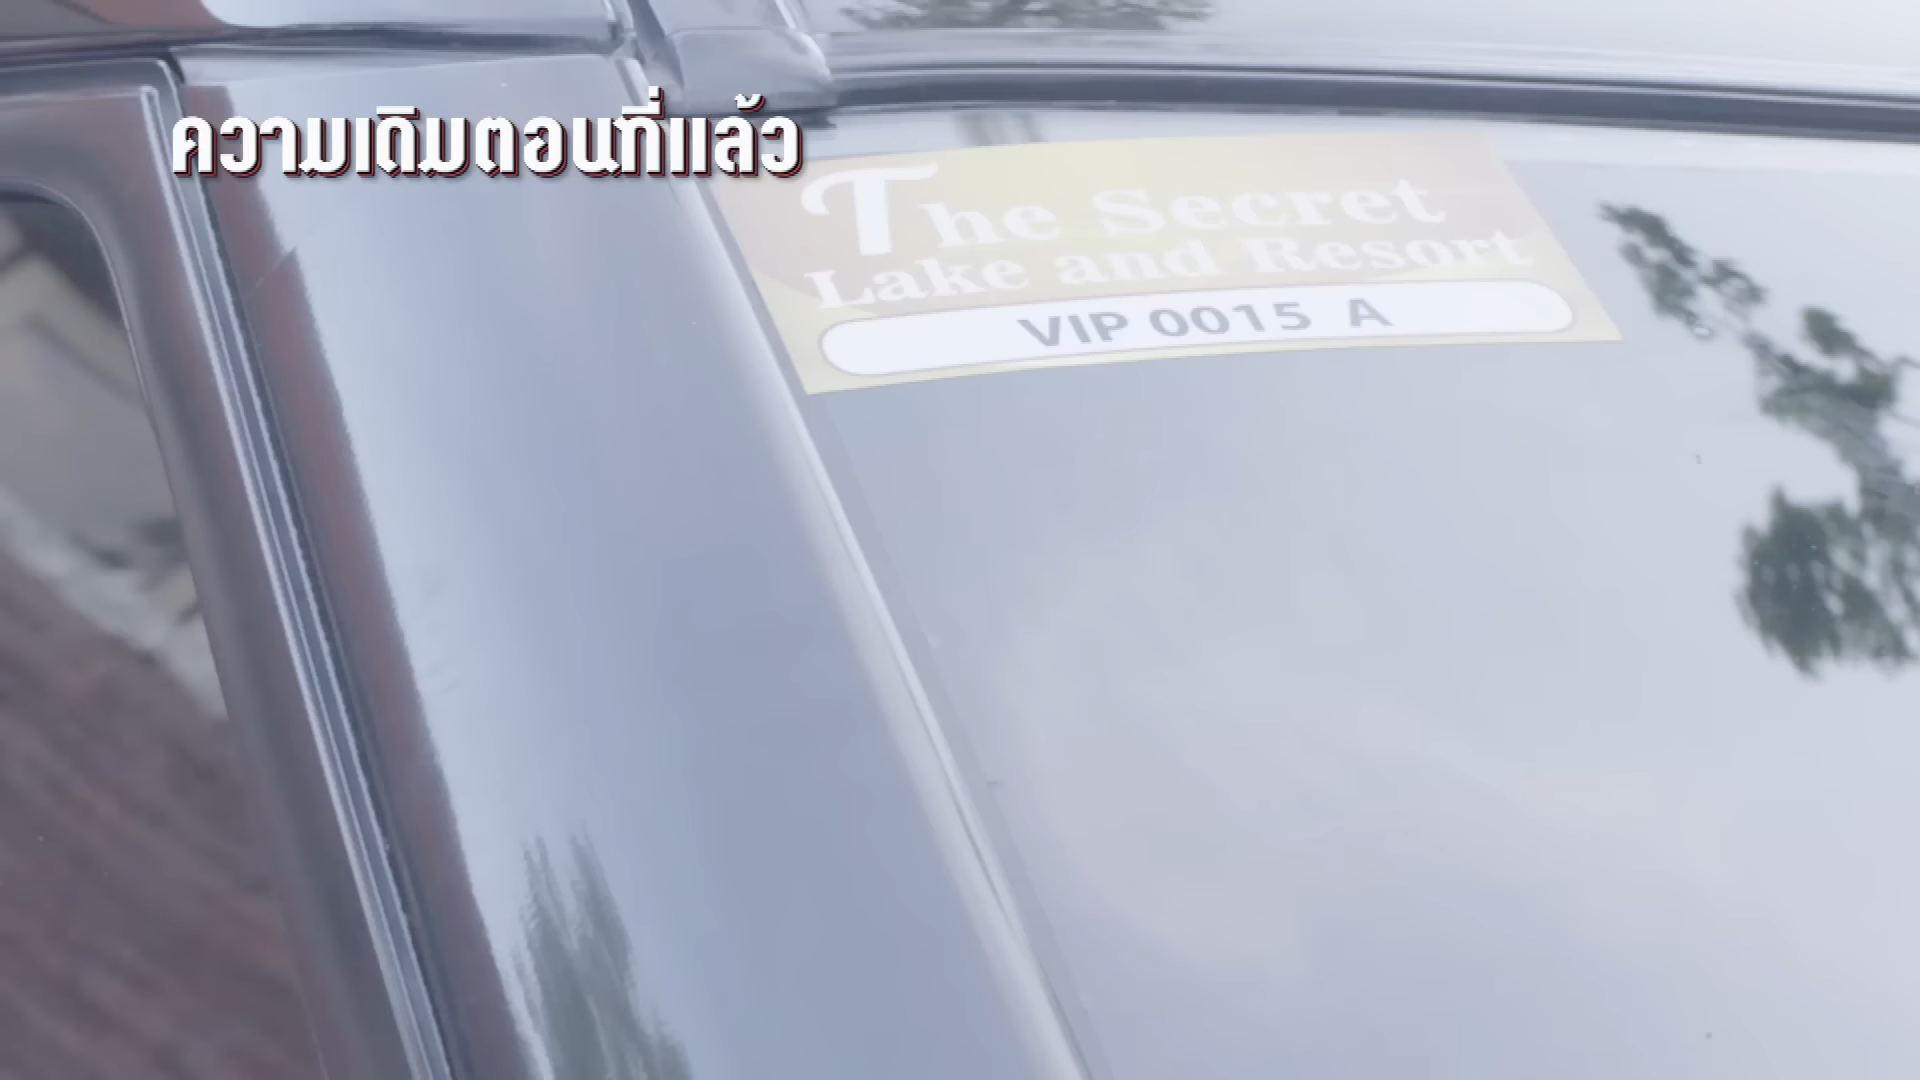 ความเดิมตอนที่แล้ว
The Secret
Lake and Resort
VIP 0015 A